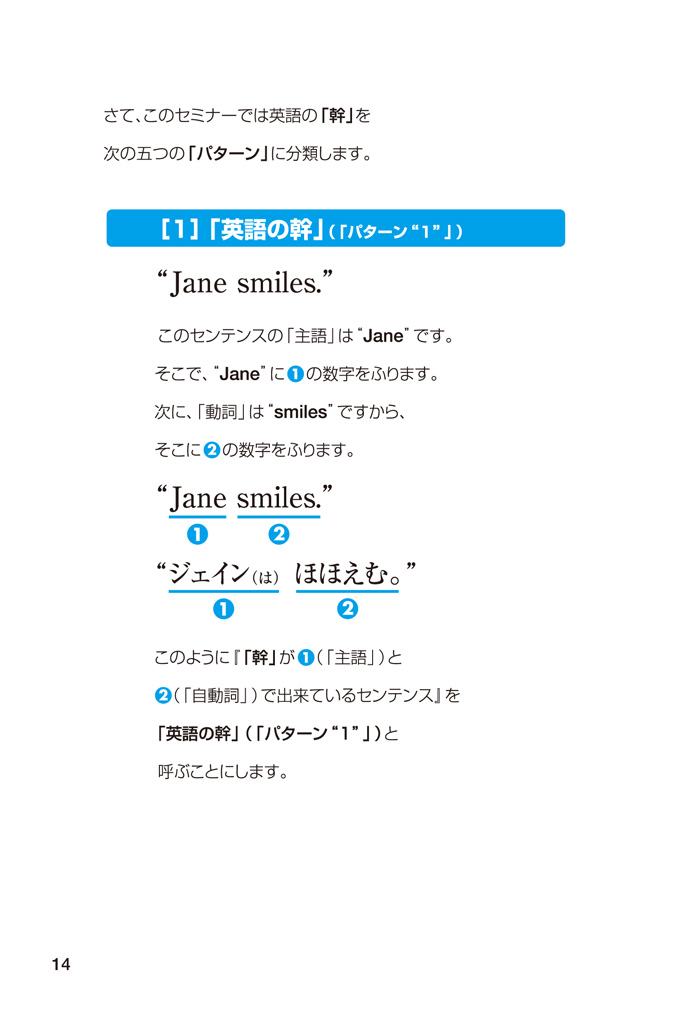 さて、このセミナーでは英語の「幹」を
次の五つの「パターン」に分類します。
［1］「英語の幹」（「パターン“1”」）
“Jane smiles.”
このセンテンスの「主語」は“Jane”です。
そこで、“Jane”に❶の数字をふります。
次に、「動詞」は“smiles”ですから、
そこに❷の数字をふります。
“Jane smiles.”
❶ ❷
“ジェイン（は） ほほえむ。”
❶ ❷
このように『「幹」が❶（「主語」）と
❷（「自動詞」）で出来ているセンテンス』を
「英語の幹」（「パターン“1”」）と
呼ぶことにします。
14